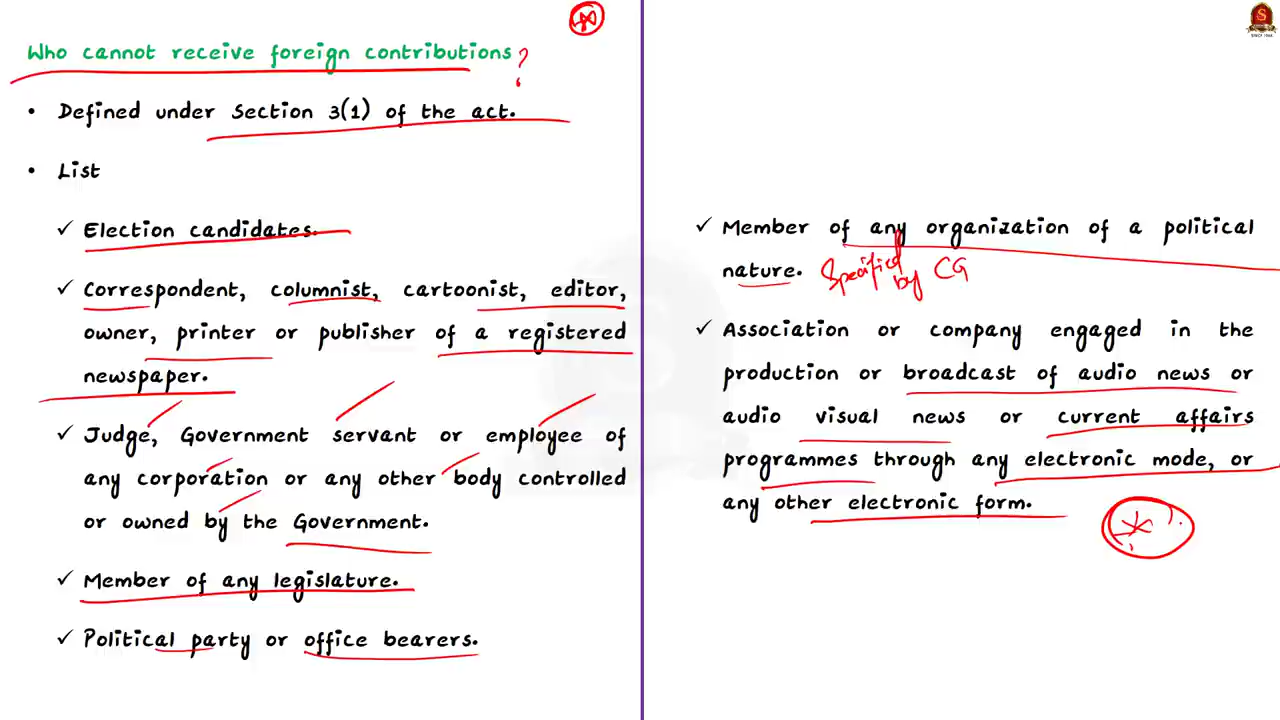 Who cannot receive foreign contributions ?
• Defined under Section 3(1) of the act.
• List
✓ Election candidates.
✓ Correspondent, columnist, cartoonist, editor,
owner, printer or publisher of a registered
newspaper.
✓ Judge, Government servant or employee of
any corporation or any other body controlled
or owned by the Government.
✓ Member of any legislature.
✓ Political party or office bearers.
✓ Member of any organization of a political
nature. Specified by CG
✓ Association or company engaged in the
production or broadcast of audio news or
audio visual news or current affairs
programmes through any electronic mode, or
any other electronic form.
S
SINCE 1984